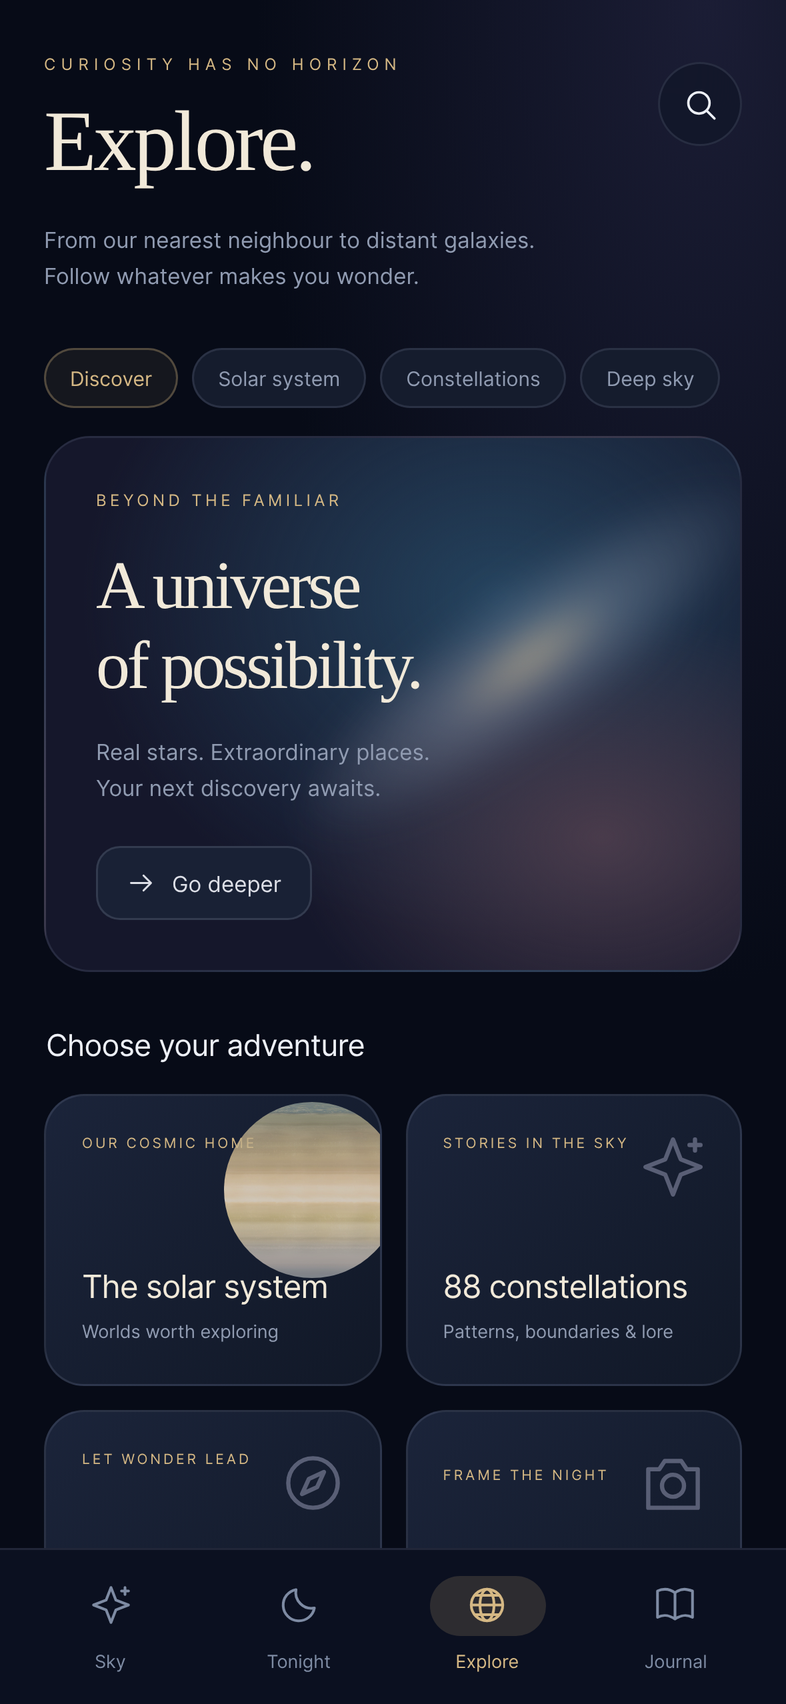 CURIOSITY HAS NO HORIZON
Explore.
From our nearest neighbour to distant galaxies.
Follow whatever makes you wonder.
Discover
Solar system
Constellations
Deep sky
BEYOND THE FAMILIAR
A universe
of possibility.
Real stars. Extraordinary places.
Your next discovery awaits.
Go deeper
Choose your adventure
OUR COSMIC HOME
The solar system
Worlds worth exploring
STORIES IN THE SKY
88 constellations
Patterns, boundaries & lore
LET WONDER LEAD
FRAME THE NIGHT
Sky
Tonight
Explore
Journal